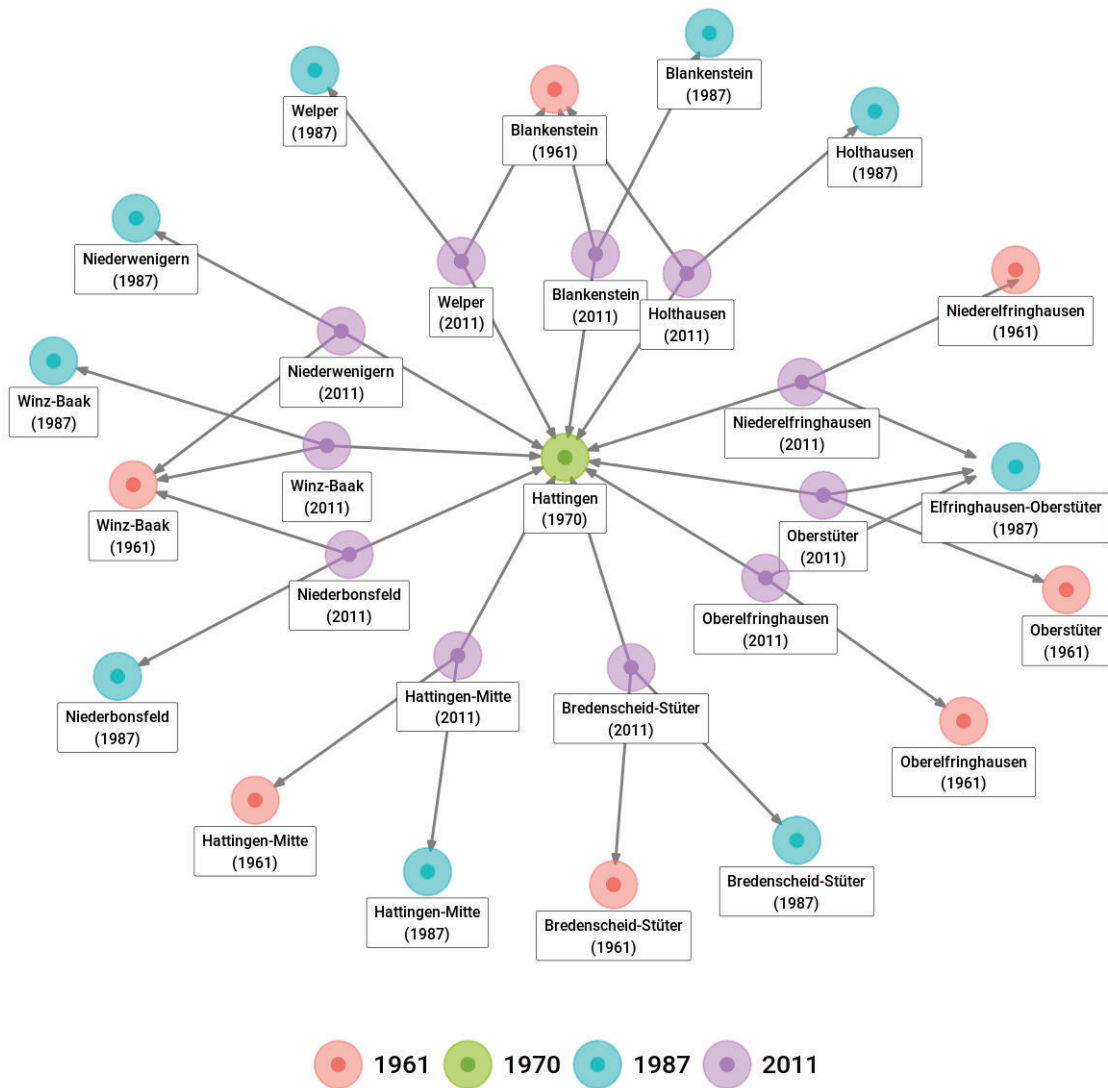 Blankenstein
(1987)
Welper
(1987)
Blankenstein
(1961)
Holthausen
(1987)
Niederwenigern
(1987)
Welper
(2011)
Blankenstein
(2011)
Holthausen
(2011)
Niederelfringhausen
(1961)
Niederwenigern
(2011)
Winz-Baak
(1987)
Niederelfringhausen
(2011)
Winz-Baak
(2011)
Hattingen
(1970)
Elfringhausen-Oberstüter
(1987)
Winz-Baak
(1961)
Oberstüter
(2011)
Niederbonsfeld
(2011)
Oberelfringhausen
(2011)
Oberstüter
(1961)
Niederbonsfeld
(1987)
Hattingen-Mitte
(2011)
Bredenscheid-Stüter
(2011)
Oberelfringhausen
(1961)
Hattingen-Mitte
(1961)
Bredenscheid-Stüter
(1987)
Hattingen-Mitte
(1987)
Bredenscheid-Stüter
(1961)
1961 1970 1987 2011